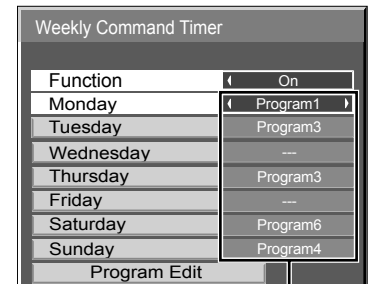 Weekly Command Timer
Function On
Monday Program1
Tuesday Program3
Wednesday ---
Thursday Program3
Friday ---
Saturday Program6
Sunday Program4
Program Edit